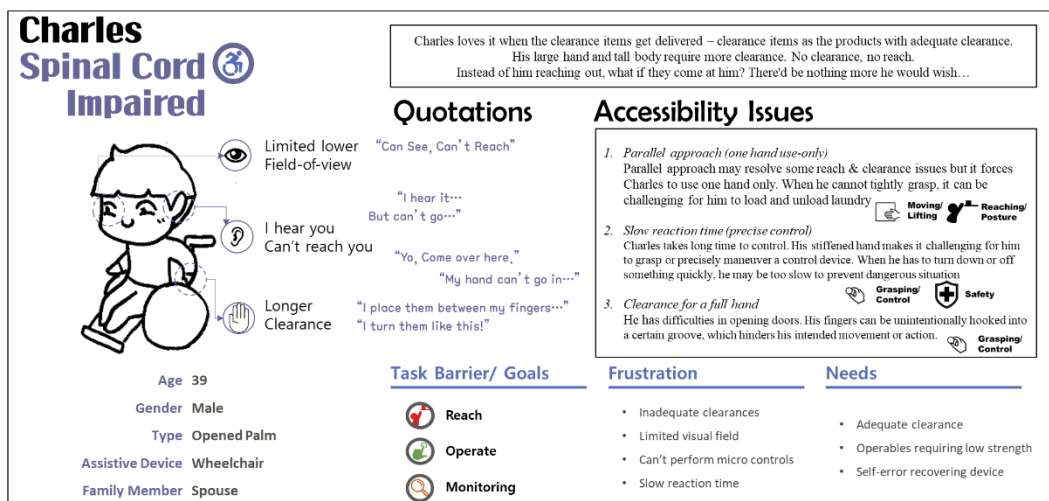 Charles
Spinal Cord
Impaired
Charles loves it when the clearance items get delivered – clearance items as the products with adequate clearance.
His large hand and tall body require more clearance. No clearance, no reach.
Instead of him reaching out, what if they come at him? There'd be nothing more he would wish…
Limited lower
Field-of-view
I hear you
Can't reach you
Longer
Clearance
Quotations
"Can See, Can't Reach"
"I hear it…
But can't go…"
"Yo, Come over here."
"My hand can't go in…"
"I place them between my fingers…"
"I turn them like this!"
Accessibility Issues
1. Parallel approach (one hand use-only)
Parallel approach may resolve some reach & clearance issues but it forces
Charles to use one hand only. When he cannot tightly grasp, it can be
challenging for him to load and unload laundry
Moving/
Lifting
Reaching/
Posture
2. Slow reaction time (precise control)
Charles takes long time to control. His stiffened hand makes it challenging for him
to grasp or precisely maneuver a control device. When he has to turn down or off
something quickly, he may be too slow to prevent dangerous situation
Grasping/
Control
Safety
3. Clearance for a full hand
He has difficulties in opening doors. His fingers can be unintentionally hooked into
a certain groove, which hinders his intended movement or action.
Grasping/
Control
Age 39
Gender Male
Type Opened Palm
Assistive Device Wheelchair
Family Member Spouse
Task Barrier/ Goals
Reach
Operate
Monitoring
Frustration
• Inadequate clearances
• Limited visual field
• Can't perform micro controls
• Slow reaction time
Needs
• Adequate clearance
• Operables requiring low strength
• Self-error recovering device